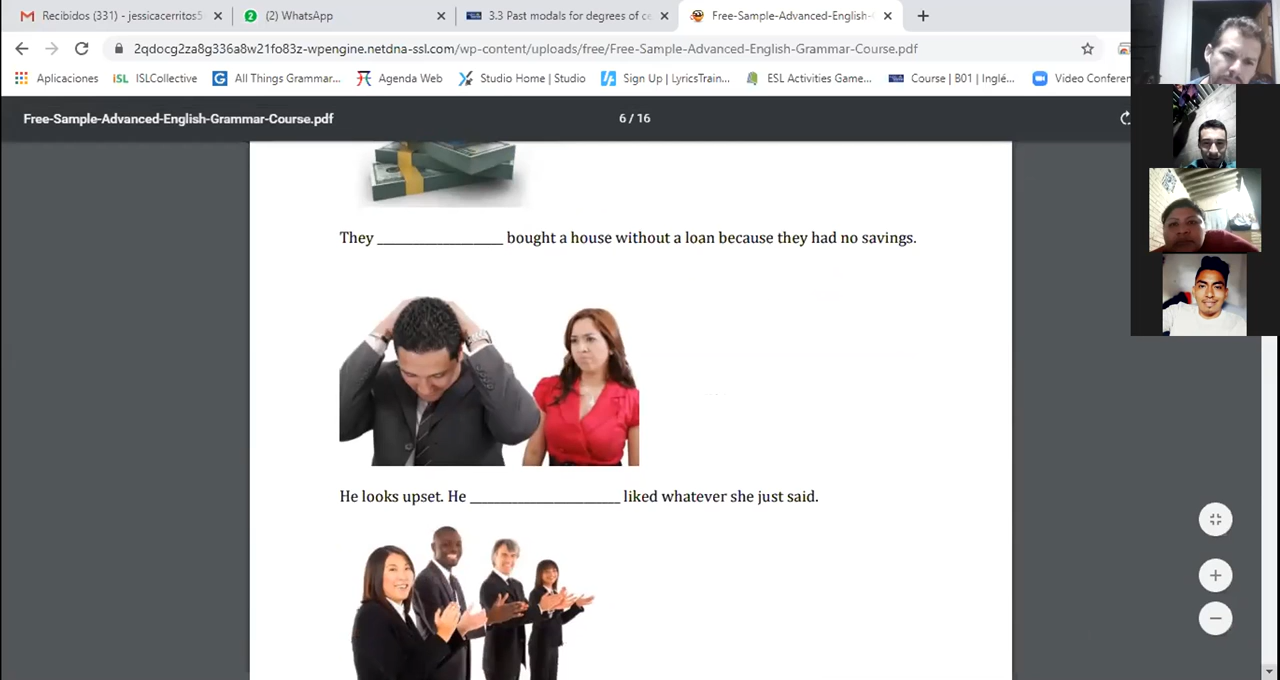 Recibidos (331) - jessicacerritos5
2 (2) WhatsApp
3.3 Past modals for degrees of ce
Free-Sample-Advanced-English-
2qdocg2za8g336a8w21fo83z-wpengine.netdna-ssl.com/wp-content/uploads/free/Free-Sample-Advanced-English-Grammar-Course.pdf
Aplicaciones iSL ISLCollective All Things Grammar... Agenda Web Studio Home | Studio Sign Up | LyricsTrain... ESL Activities Game... Course | B01 | Inglé... Video Conferen
Free-Sample-Advanced-English-Grammar-Course.pdf 6 / 16
They ____________________ bought a house without a loan because they had no savings.
He looks upset. He ________________________ liked whatever she just said.